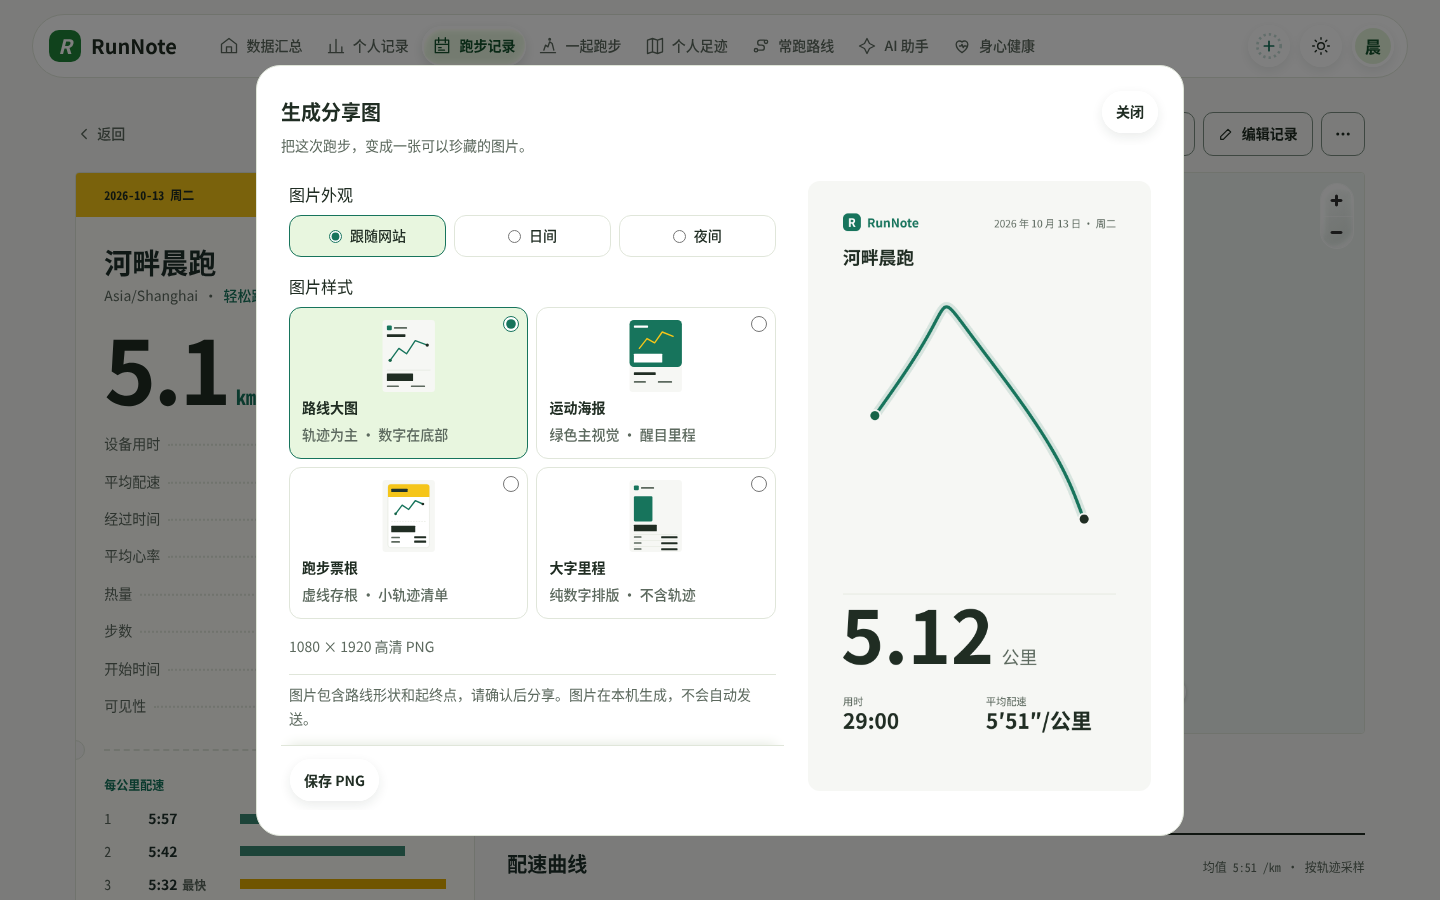 R RunNote
数据汇总
个人记录
跑步记录
一起跑步
个人足迹
常跑路线
AI 助手
身心健康
晨
返回
编辑记录
2026-10-13 周二
河畔晨跑
Asia/Shanghai • 轻松
5.1 km
设备用时
平均配速
经过时间
平均心率
热量
步数
开始时间
可见性
每公里配速
1 5:57
2 5:42
3 5:32 最快
生成分享图
关闭
把这次跑步，变成一张可以珍藏的图片。
图片外观
跟随网站
日间
夜间
图片样式
路线大图
轨迹为主 • 数字在底部
运动海报
绿色主视觉 • 醒目里程
跑步票根
虚线存根 • 小轨迹清单
大字里程
纯数字排版 • 不含轨迹
1080 × 1920 高清 PNG
图片包含路线形状和起终点，请确认后分享。图片在本机生成，不会自动发
送。
保存 PNG
R RunNote
2026 年 10 月 13 日 • 周二
河畔晨跑
5.12 公里
用时
29:00
平均配速
5′51″/公里
配速曲线
均值 5:51 /km • 按轨迹采样